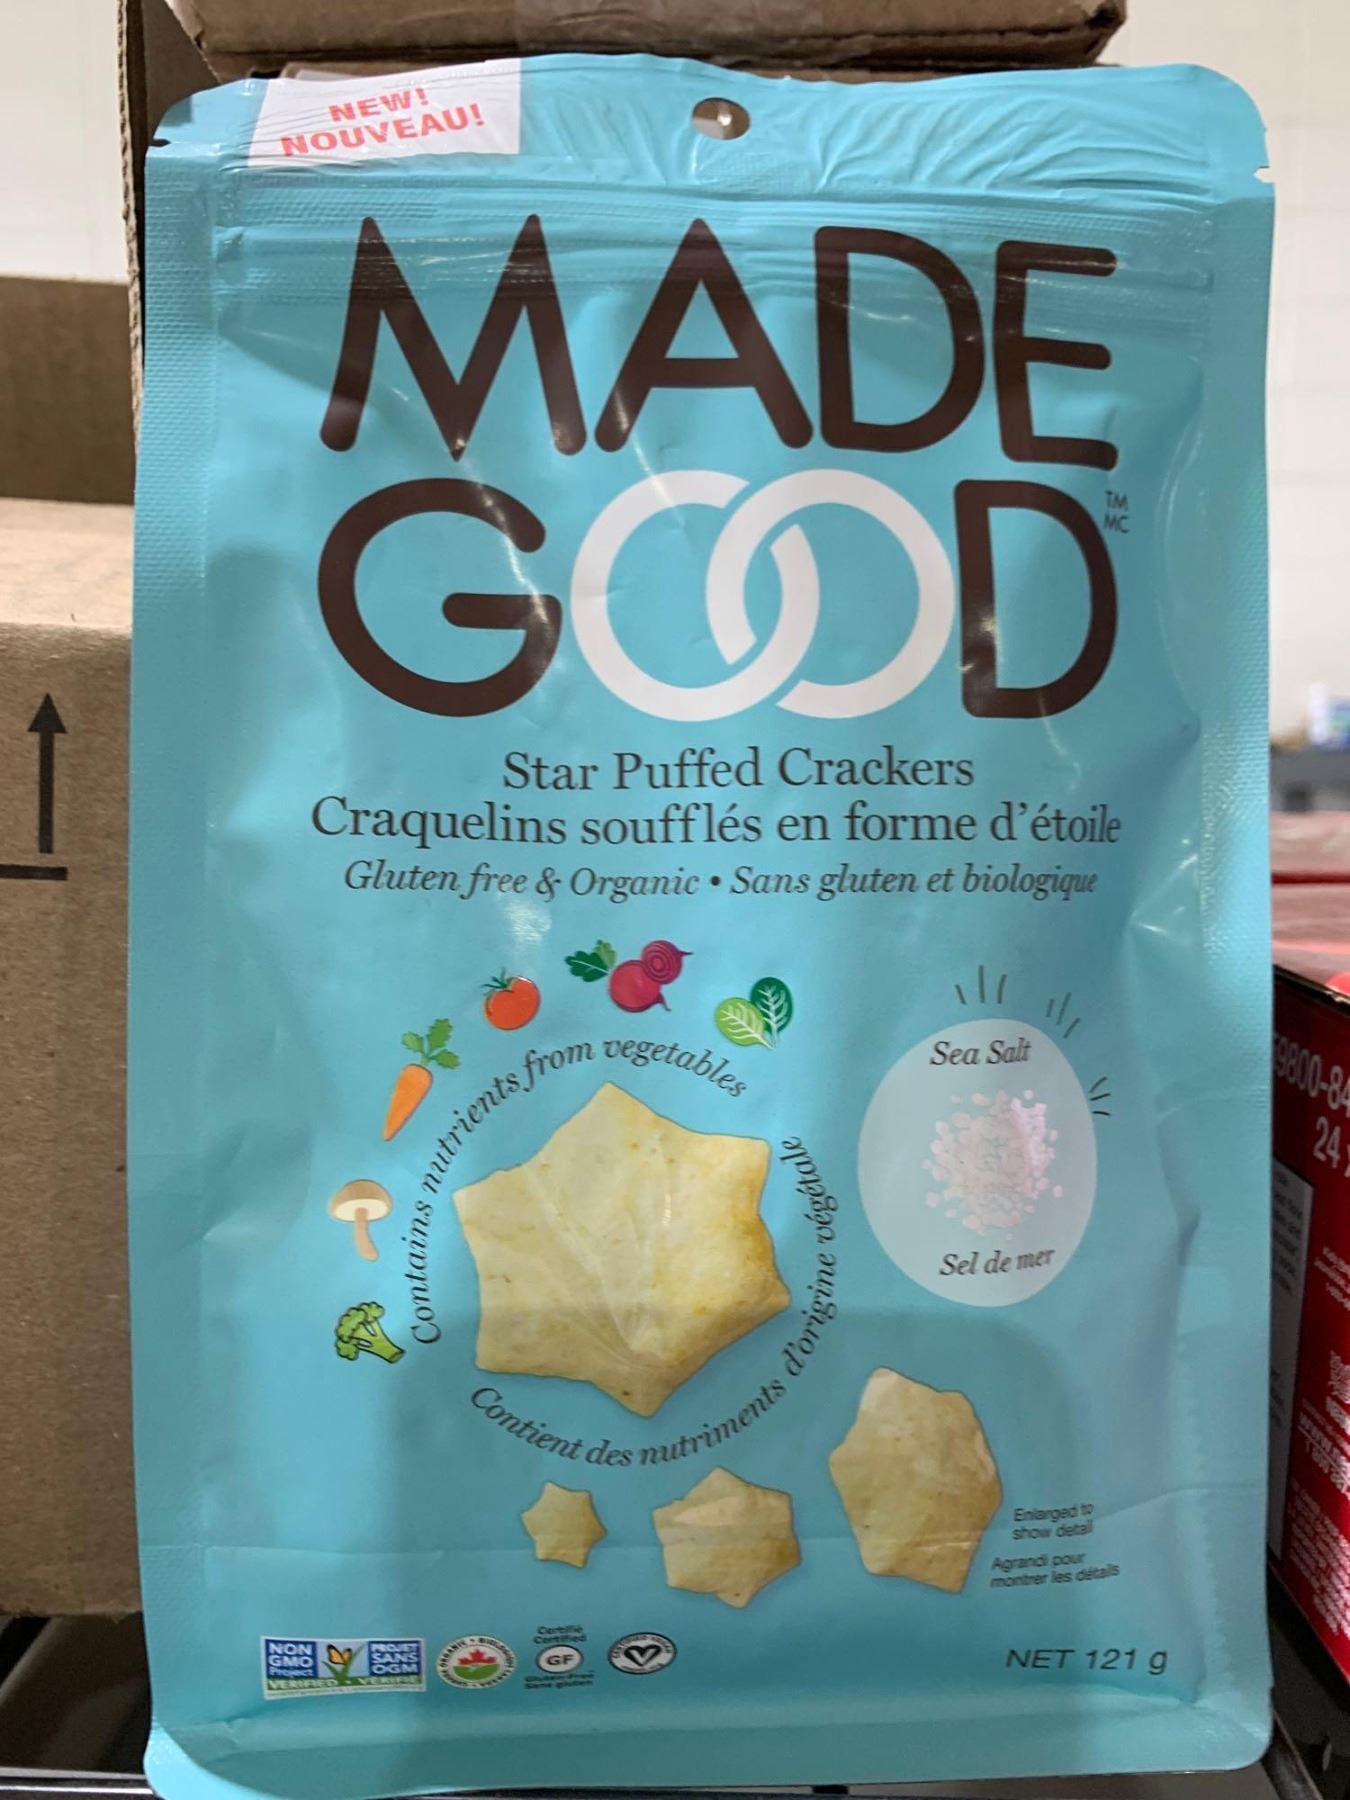 NEW!
NOUVEAU!
MADE
GOOD
TM
MC
Star Puffed Crackers
Craquelins soufflés en forme d'étoile
Gluten free & Organic • Sans gluten et biologique
Contains nutrients from vegetables
Contient des nutriments d'origine végétale
Sea Salt
Sel de mer
Enlarged to
show detail
Agrandi pour
montrer les détails
NON
GMO
Project
VERIFIED
PROJET
SANS
OGM
VÉRIFIÉ
Certifié
Certified
GF
Gluten-Free
Sans gluten
NET 121 g
24